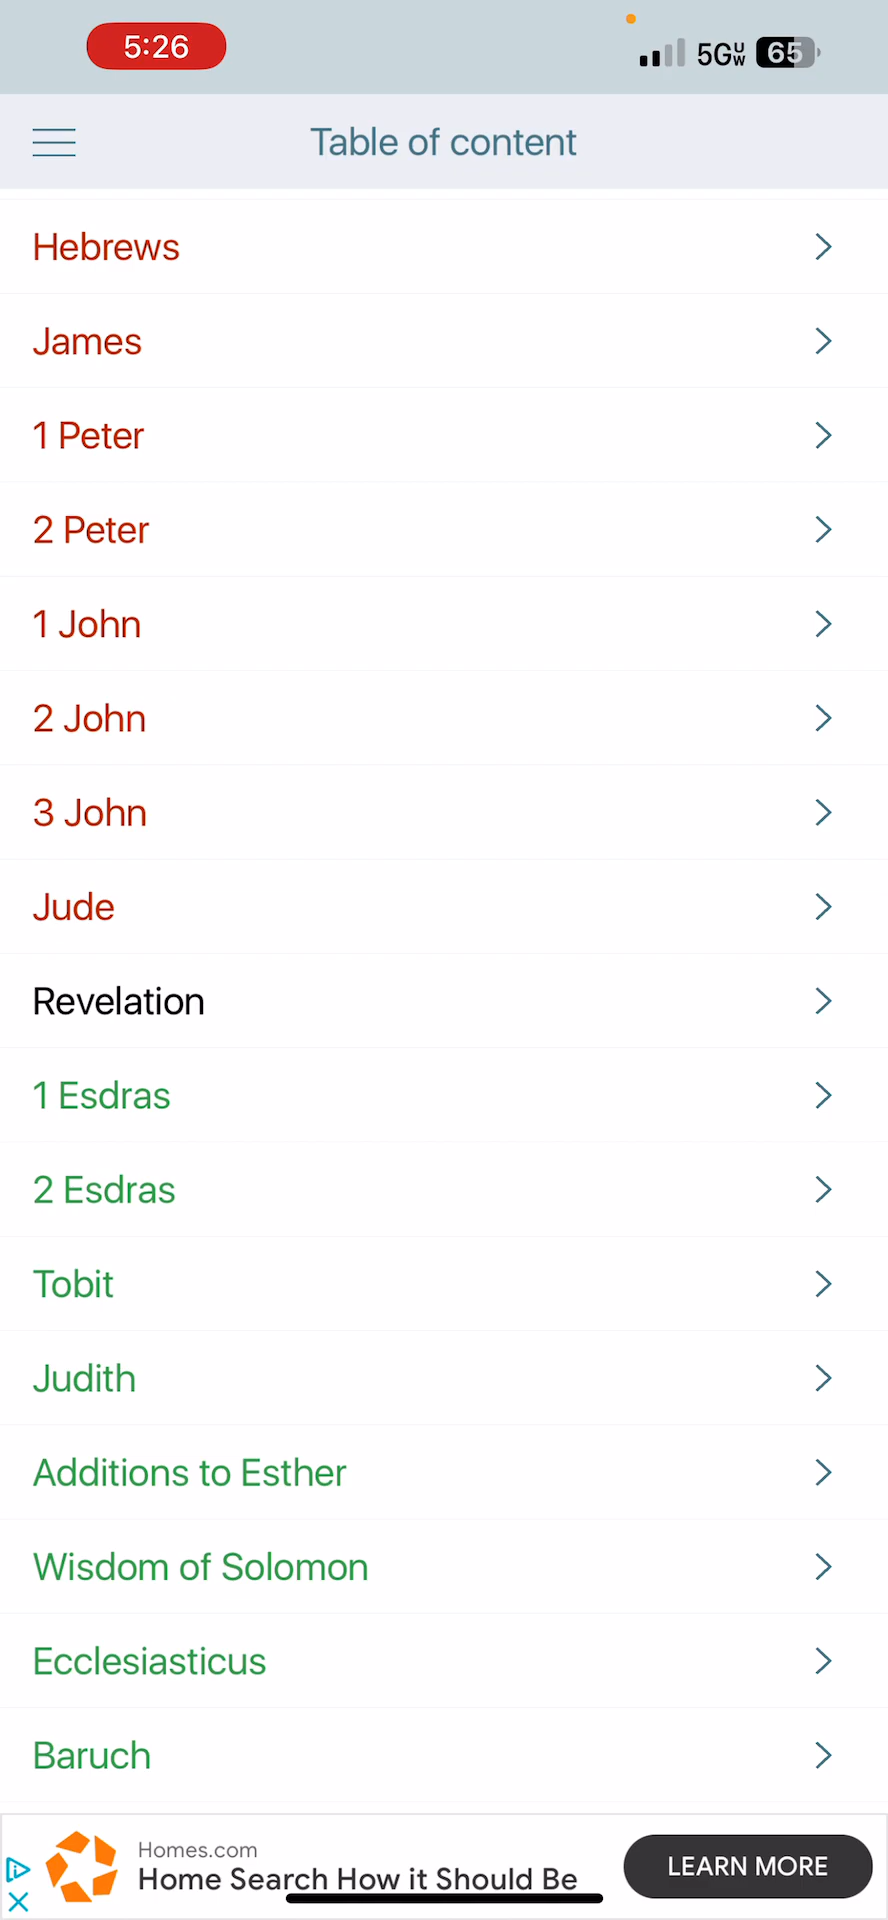 5:26
5G UW 65
Table of content
Hebrews
James
1 Peter
2 Peter
1 John
2 John
3 John
Jude
Revelation
1 Esdras
2 Esdras
Tobit
Judith
Additions to Esther
Wisdom of Solomon
Ecclesiasticus
Baruch
Homes.com
Home Search How it Should Be
LEARN MORE